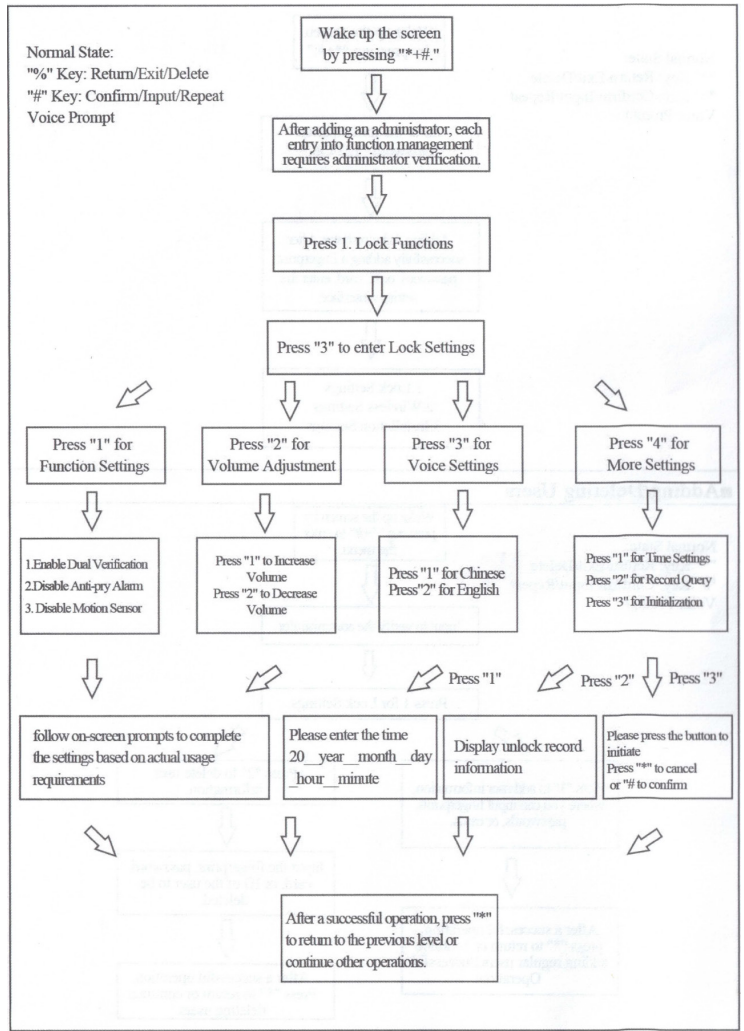 Normal State:
"%" Key: Return/Exit/Delete
"#" Key: Confirm/Input/Repeat
Voice Prompt
Wake up the screen
by pressing "*+#."
After adding an administrator, each
entry into function management
requires administrator verification.
Press 1. Lock Functions
Press "3" to enter Lock Settings
Press "1" for
Function Settings
Press "2" for
Volume Adjustment
Press "3" for
Voice Settings
Press "4" for
More Settings
1.Enable Dual Verification
2.Disable Anti-pry Alarm
3. Disable Motion Sensor
Press "1" to Increase
Volume
Press "2" to Decrease
Volume
Press "1" for Chinese
Press"2" for English
Press "1" for Time Settings
Press "2" for Record Query
Press "3" for Initialization
Press "1"
Press "2"
Press "3"
follow on-screen prompts to complete
the settings based on actual usage
requirements
Please enter the time
20__year__month__day
__hour__minute
Display unlock record
information
Please press the button to
initiate
Press "*" to cancel
or "# to confirm
After a successful operation, press "*"
to return to the previous level or
continue other operations.